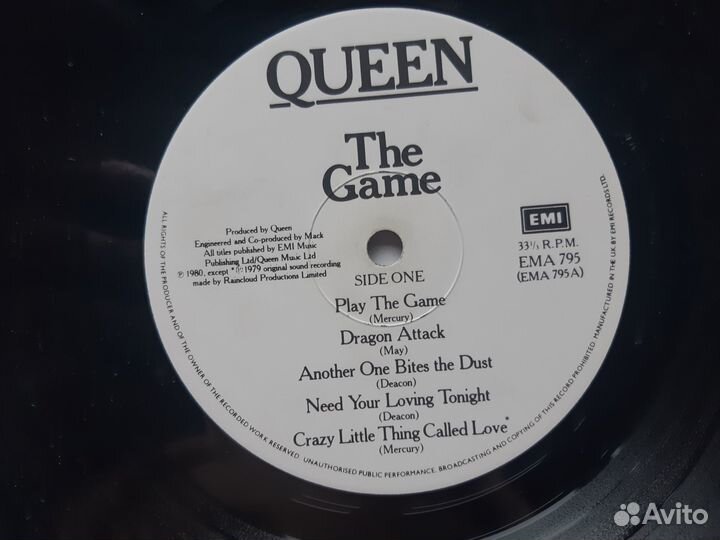 QUEEN
The
Game
Produced by Queen
Engineered and Co-produced by Mack
All titles published by EMI Music
Publishing Ltd/Queen Music Ltd
℗ 1980, except *℗ 1979 original sound recording
made by Raincloud Productions Limited
EMI
33⅓ R.P.M.
EMA 795
(EMA 795A)
SIDE ONE
Play The Game
(Mercury)
Dragon Attack
(May)
Another One Bites the Dust
(Deacon)
Need Your Loving Tonight
(Deacon)
Crazy Little Thing Called Love*
(Mercury)
ALL RIGHTS OF THE PRODUCER AND OF THE OWNER OF THE RECORDED WORK RESERVED. UNAUTHORISED PUBLIC PERFORMANCE, BROADCASTING AND COPYING OF THIS RECORD PROHIBITED. MANUFACTURED IN THE UK BY EMI RECORDS LTD.
Avito